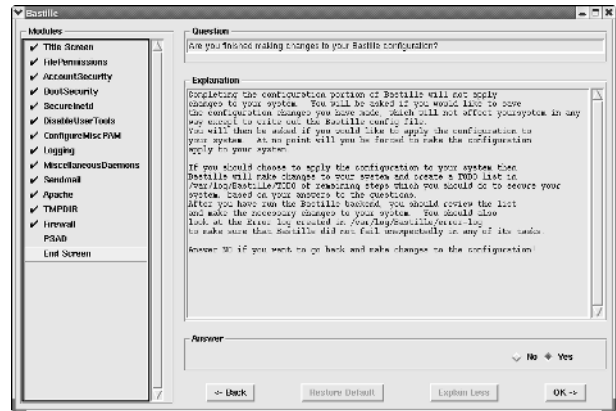 Bastille
Modules
Title Screen
FilePermissions
AccountSecurity
BootSecurity
SecureInetd
DisableUserTools
ConfigureMiscPAM
Logging
MiscellaneousDaemons
Sendmail
Apache
TMPDIR
Firewall
PSAD
End Screen
Question
Are you finished making changes to your Bastille configuration?
Explanation
Completing the configuration portion of Bastille will not apply
changes to your system. You will be asked if you would like to save
the configuration changes you have made, which will not affect yoursystem in any
way except to write out the Bastille config file.
You will then be asked if you would like to apply the configuration to
your system. At no point will you be forced to make the configuration
apply to your system
If you should choose to apply the configuration to your system then
Bastille will make changes to your system and create a TODO list in
/var/log/Bastille/TODO of remaining steps which you should do to secure your
system, based on your answers to the questions.
After you have run the Bastille backend, you should review the list
and make the necessary changes to your system. You should also
look at the Error log created in /var/log/Bastille/error-log
to make sure that Bastille did not fail unexpectedly in any of its tasks.
Answer NO if you want to go back and make changes to the configuration!
Answer
No Yes
<- Back Restore Default Explain Less OK ->